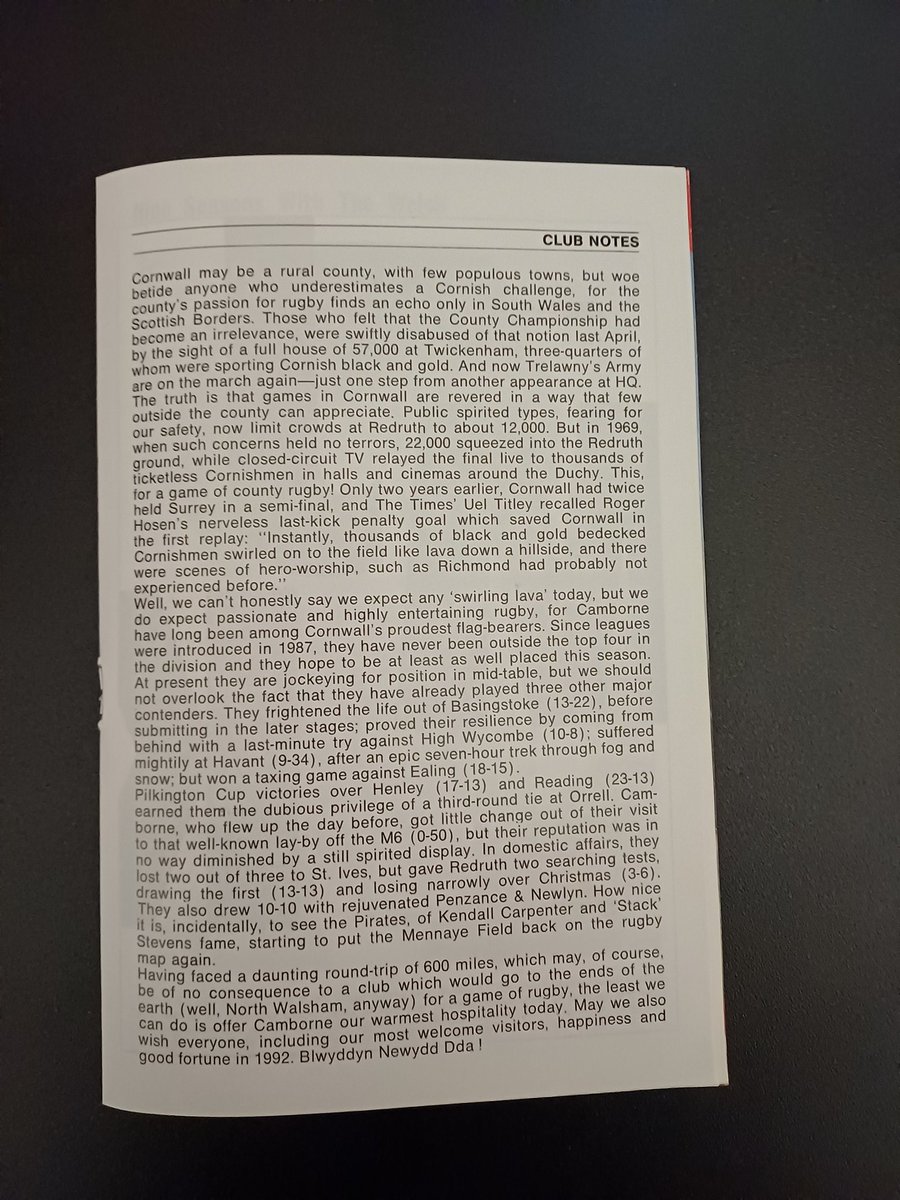 CLUB NOTES
Cornwall may be a rural county, with few populous towns, but woe
betide anyone who underestimates a Cornish challenge, for the
county's passion for rugby finds an echo only in South Wales and the
Scottish Borders. Those who felt that the County Championship had
become an irrelevance, were swiftly disabused of that notion last April,
by the sight of a full house of 57,000 at Twickenham, three-quarters of
whom were sporting Cornish black and gold. And now Trelawny's Army
are on the march again—just one step from another appearance at HQ.
The truth is that games in Cornwall are revered in a way that few
outside the county can appreciate. Public spirited types, fearing for
our safety, now limit crowds at Redruth to about 12,000. But in 1969,
when such concerns held no terrors, 22,000 squeezed into the Redruth
ground, while closed-circuit TV relayed the final live to thousands of
ticketless Cornishmen in halls and cinemas around the Duchy. This,
for a game of county rugby! Only two years earlier, Cornwall had twice
held Surrey in a semi-final, and The Times' Uel Titley recalled Roger
Hosen's nerveless last-kick penalty goal which saved Cornwall in
the first replay: "Instantly, thousands of black and gold bedecked
Cornishmen swirled on to the field like lava down a hillside, and there
were scenes of hero-worship, such as Richmond had probably not
experienced before."
Well, we can't honestly say we expect any 'swirling lava' today, but we
do expect passionate and highly entertaining rugby, for Camborne
have long been among Cornwall's proudest flag-bearers. Since leagues
were introduced in 1987, they have never been outside the top four in
the division and they hope to be at least as well placed this season.
At present they are jockeying for position in mid-table, but we should
not overlook the fact that they have already played three other major
contenders. They frightened the life out of Basingstoke (13-22), before
submitting in the later stages; proved their resilience by coming from
behind with a last-minute try against High Wycombe (10-8); suffered
mightily at Havant (9-34), after an epic seven-hour trek through fog and
snow; but won a taxing game against Ealing (18-15).
Pilkington Cup victories over Henley (17-13) and Reading (23-13)
earned them the dubious privilege of a third-round tie at Orrell. Cam-
borne, who flew up the day before, got little change out of their visit
to that well-known lay-by off the M6 (0-50), but their reputation was in
no way diminished by a still spirited display. In domestic affairs, they
lost two out of three to St. Ives, but gave Redruth two searching tests,
drawing the first (13-13) and losing narrowly over Christmas (3-6).
They also drew 10-10 with rejuvenated Penzance & Newlyn. How nice
it is, incidentally, to see the Pirates, of Kendall Carpenter and 'Stack'
Stevens fame, starting to put the Mennaye Field back on the rugby
map again.
Having faced a daunting round-trip of 600 miles, which may, of course,
be of no consequence to a club which would go to the ends of the
earth (well, North Walsham, anyway) for a game of rugby, the least we
can do is offer Camborne our warmest hospitality today. May we also
wish everyone, including our most welcome visitors, happiness and
good fortune in 1992. Blwyddyn Newydd Dda !